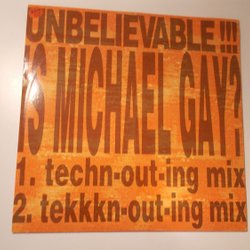 UNBELIEVABLE!!!
IS MICHAEL GAY?
1. techn-out-ing mix
2. tekkkn-out-ing mix